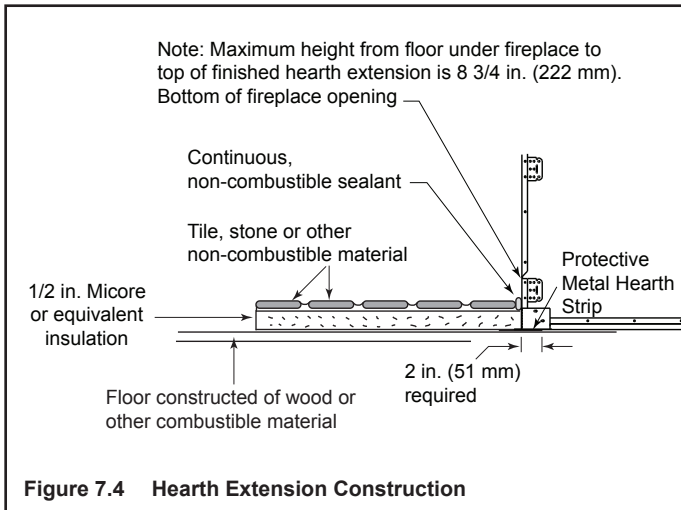 Note: Maximum height from floor under fireplace to
top of finished hearth extension is 8 3/4 in. (222 mm).
Bottom of fireplace opening
Continuous,
non-combustible sealant
Tile, stone or other
non-combustible material
Protective
Metal Hearth
Strip
1/2 in. Micore
or equivalent
insulation
2 in. (51 mm)
required
Floor constructed of wood or
other combustible material
Figure 7.4 Hearth Extension Construction